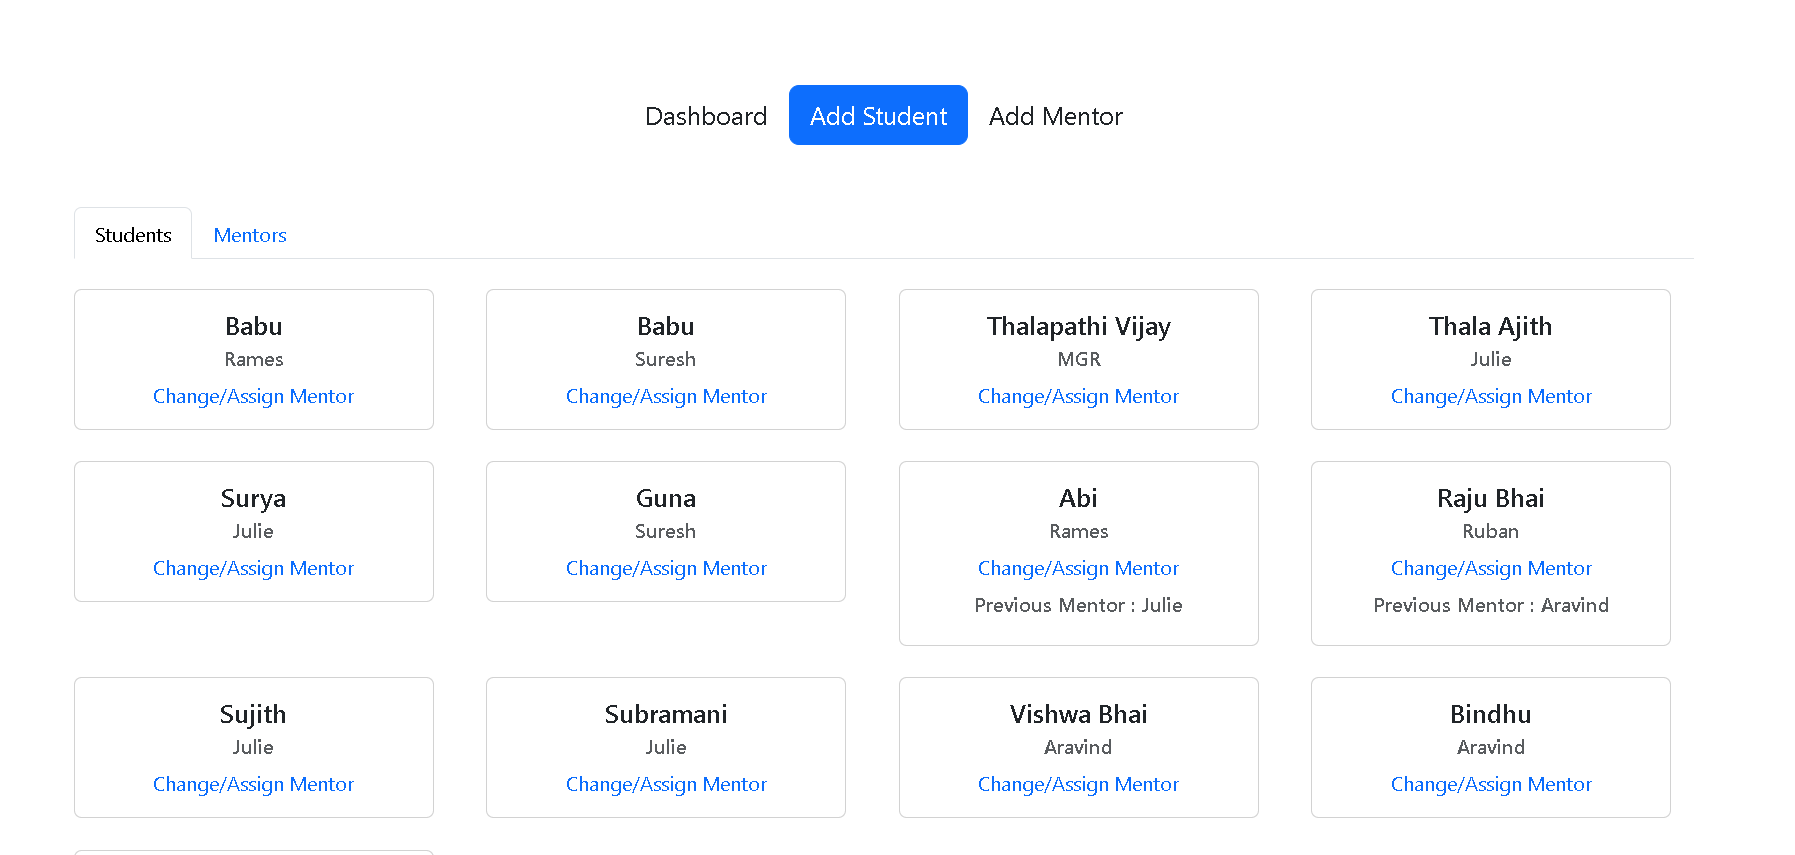 Dashboard Add Student Add Mentor
Students Mentors
Babu
Rames
Change/Assign Mentor
Babu
Suresh
Change/Assign Mentor
Thalapathi Vijay
MGR
Change/Assign Mentor
Thala Ajith
Julie
Change/Assign Mentor
Surya
Julie
Change/Assign Mentor
Guna
Suresh
Change/Assign Mentor
Abi
Rames
Change/Assign Mentor
Previous Mentor : Julie
Raju Bhai
Ruban
Change/Assign Mentor
Previous Mentor : Aravind
Sujith
Julie
Change/Assign Mentor
Subramani
Julie
Change/Assign Mentor
Vishwa Bhai
Aravind
Change/Assign Mentor
Bindhu
Aravind
Change/Assign Mentor